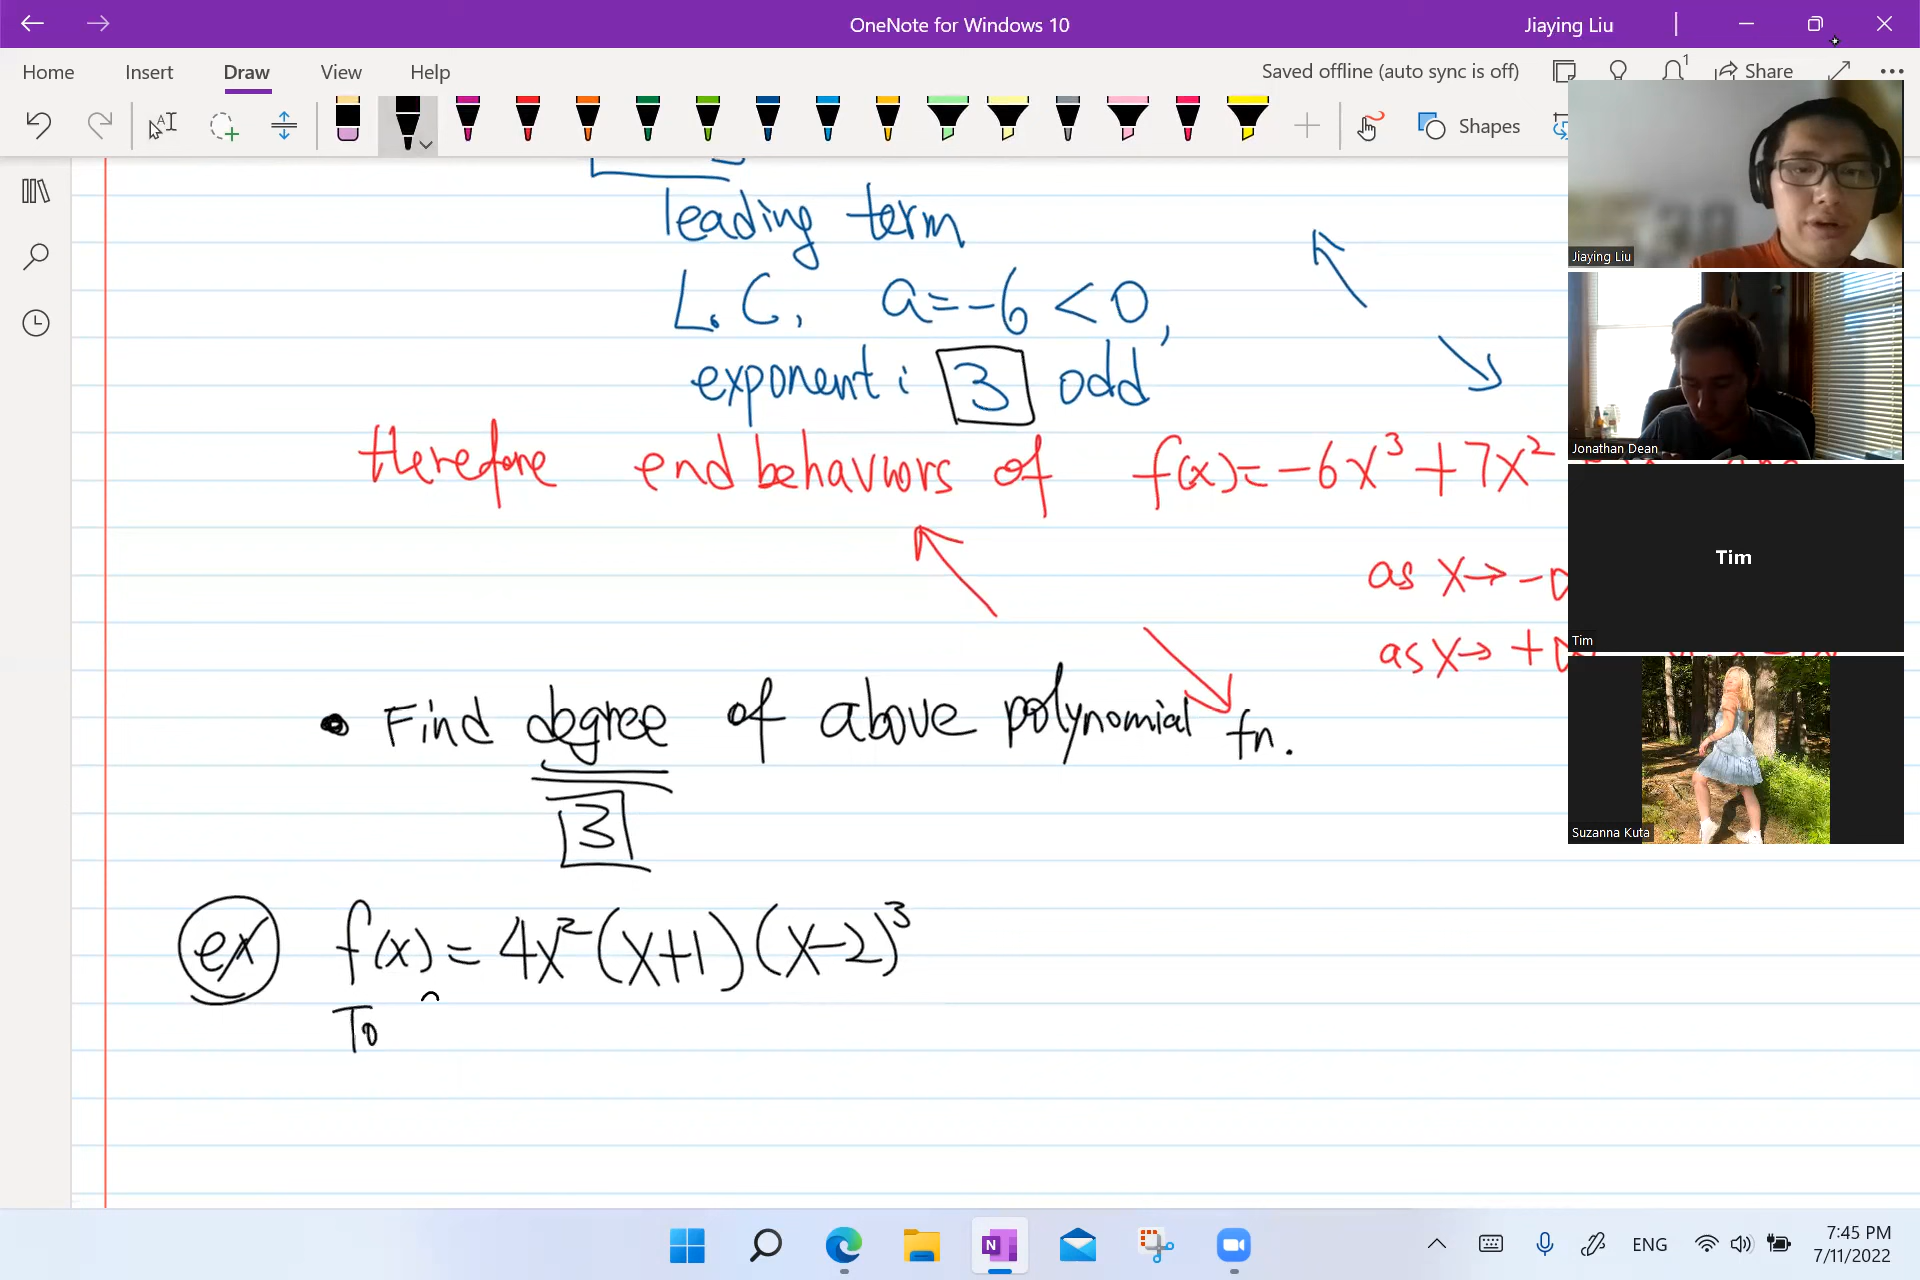 OneNote for Windows 10
Jiaying Liu
Home Insert Draw View Help
Saved offline (auto sync is off)
1
Share
Shapes
leading term
L.C. a=-6<0,
exponent: 3 odd
therefore end behaviors of f(x)=-6x³+7x²
as x→-
as x→+
• Find degree of above polynomial fn.
3
ex f(x)=4x²(x+1)(x-2)³
To
Jiaying Liu
Jonathan Dean
Tim
Tim
Suzanna Kuta
ENG
7:45 PM
7/11/2022